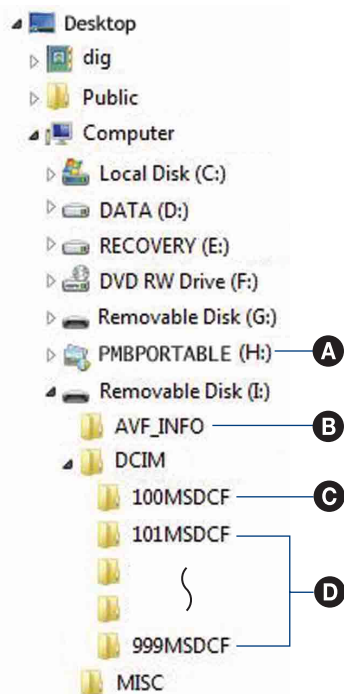 Desktop
dig
Public
Computer
Local Disk (C:)
DATA (D:)
RECOVERY (E:)
DVD RW Drive (F:)
Removable Disk (G:)
PMBPORTABLE (H:) A
Removable Disk (I:)
AVF_INFO B
DCIM
100MSDCF C
101MSDCF
D
999MSDCF
MISC